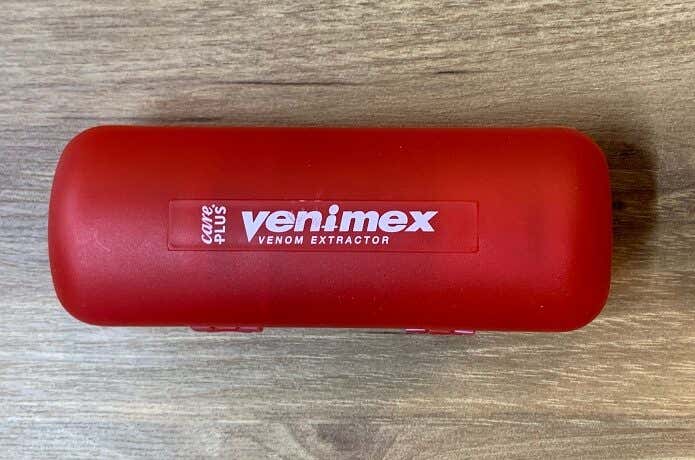 care PLUS
venimex
VENOM EXTRACTOR